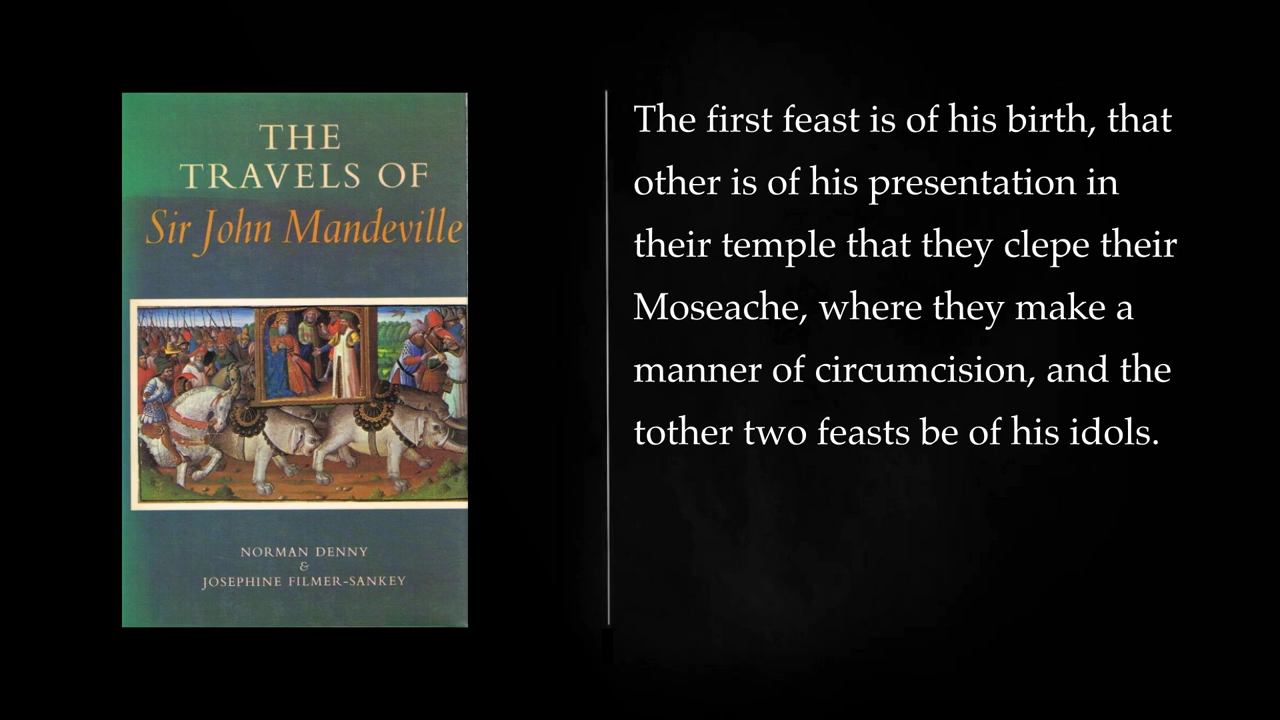 THE
TRAVELS OF
Sir John Mandeville
NORMAN DENNY
&
JOSEPHINE FILMER-SANKEY
The first feast is of his birth, that
other is of his presentation in
their temple that they clepe their
Moseache, where they make a
manner of circumcision, and the
tother two feasts be of his idols.